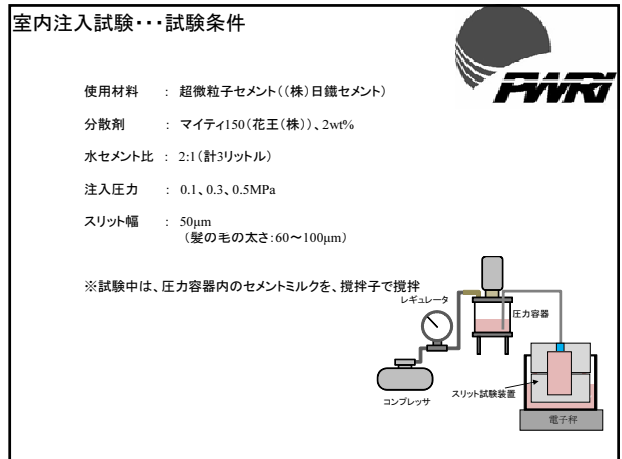 室内注入試験・・・試験条件
PWRI
使用材料 : 超微粒子セメント((株)日鐵セメント)
分散剤 : マイティ150(花王(株))、2wt%
水セメント比 : 2:1(計3リットル)
注入圧力 : 0.1、0.3、0.5MPa
スリット幅 : 50μm
(髪の毛の太さ:60～100μm)
※試験中は、圧力容器内のセメントミルクを、撹拌子で撹拌
レギュレータ
圧力容器
コンプレッサ
スリット試験装置
電子秤